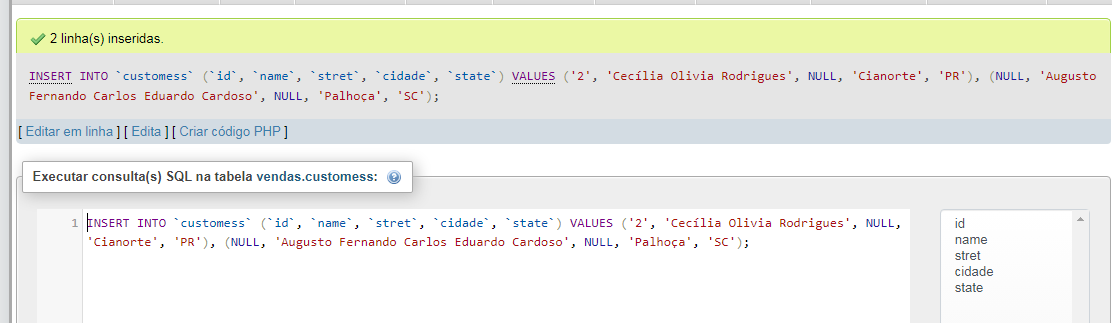 2 linha(s) inseridas.
INSERT INTO `customess` (`id`, `name`, `stret`, `cidade`, `state`) VALUES ('2', 'Cecília Olivia Rodrigues', NULL, 'Cianorte', 'PR'), (NULL, 'Augusto
Fernando Carlos Eduardo Cardoso', NULL, 'Palhoça', 'SC');
[ Editar em linha ] [ Edita ] [ Criar código PHP ]
Executar consulta(s) SQL na tabela vendas.customess:
1 INSERT INTO `customess` (`id`, `name`, `stret`, `cidade`, `state`) VALUES ('2', 'Cecília Olivia Rodrigues', NULL,
'Cianorte', 'PR'), (NULL, 'Augusto Fernando Carlos Eduardo Cardoso', NULL, 'Palhoça', 'SC');
id
name
stret
cidade
state